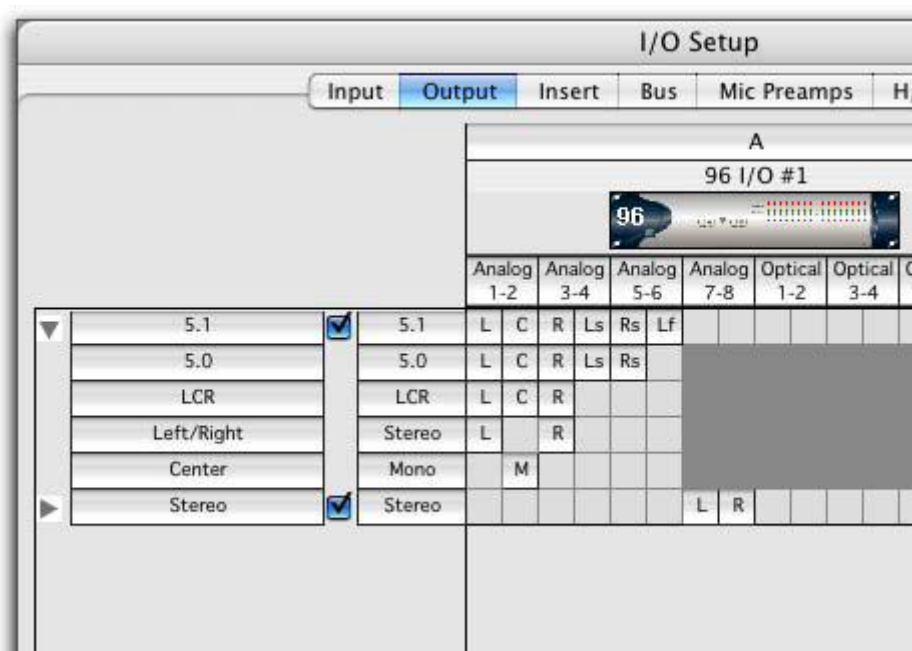 I/O Setup
Input Output Insert Bus Mic Preamps H
A
96 I/O #1
96
Analog 1-2 Analog 3-4 Analog 5-6 Analog 7-8 Optical 1-2 Optical 3-4
5.1 5.1 L C R Ls Rs Lf
5.0 5.0 L C R Ls Rs
LCR LCR L C R
Left/Right Stereo L R
Center Mono M
Stereo Stereo L R